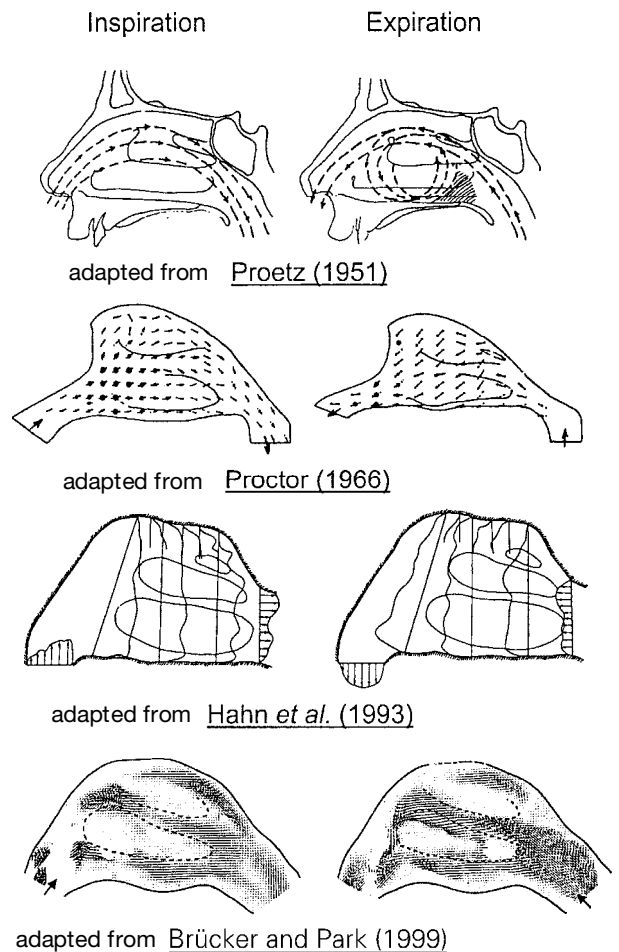 Inspiration Expiration
adapted from Proetz (1951)
adapted from Proctor (1966)
adapted from Hahn et al. (1993)
adapted from Brücker and Park (1999)